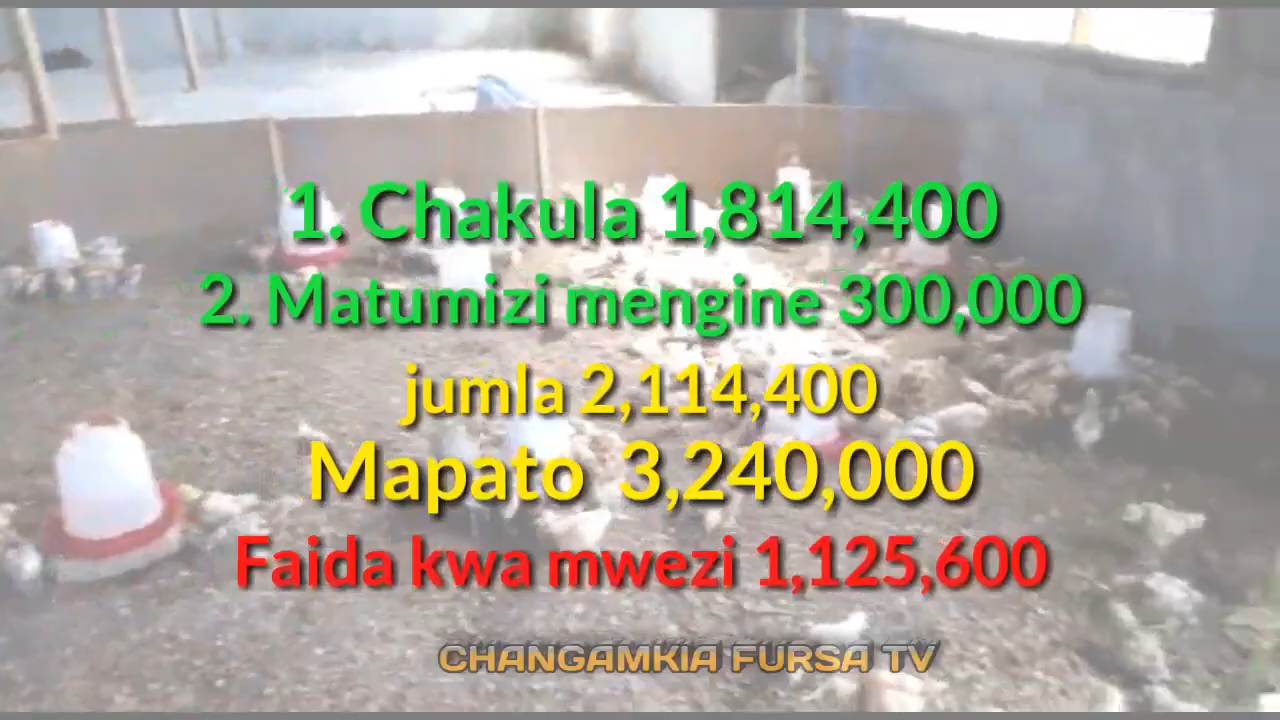 1. Chakula 1,814,400
2. Matumizi mengine 300,000
jumla 2,114,400
Mapato 3,240,000
Faida kwa mwezi 1,125,600
CHANGAMKIA FURSA TV